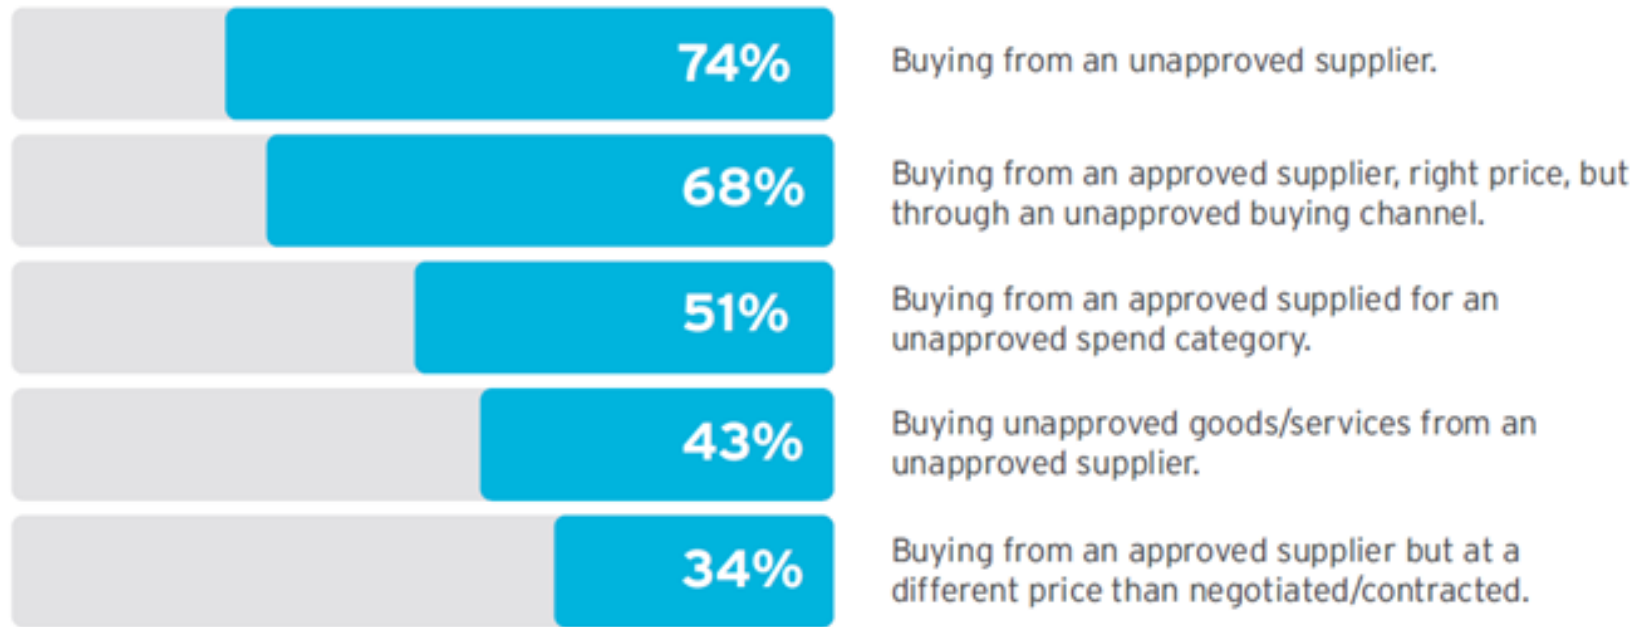 74%
Buying from an unapproved supplier.
68%
Buying from an approved supplier, right price, but
through an unapproved buying channel.
51%
Buying from an approved supplied for an
unapproved spend category.
43%
Buying unapproved goods/services from an
unapproved supplier.
34%
Buying from an approved supplier but at a
different price than negotiated/contracted.